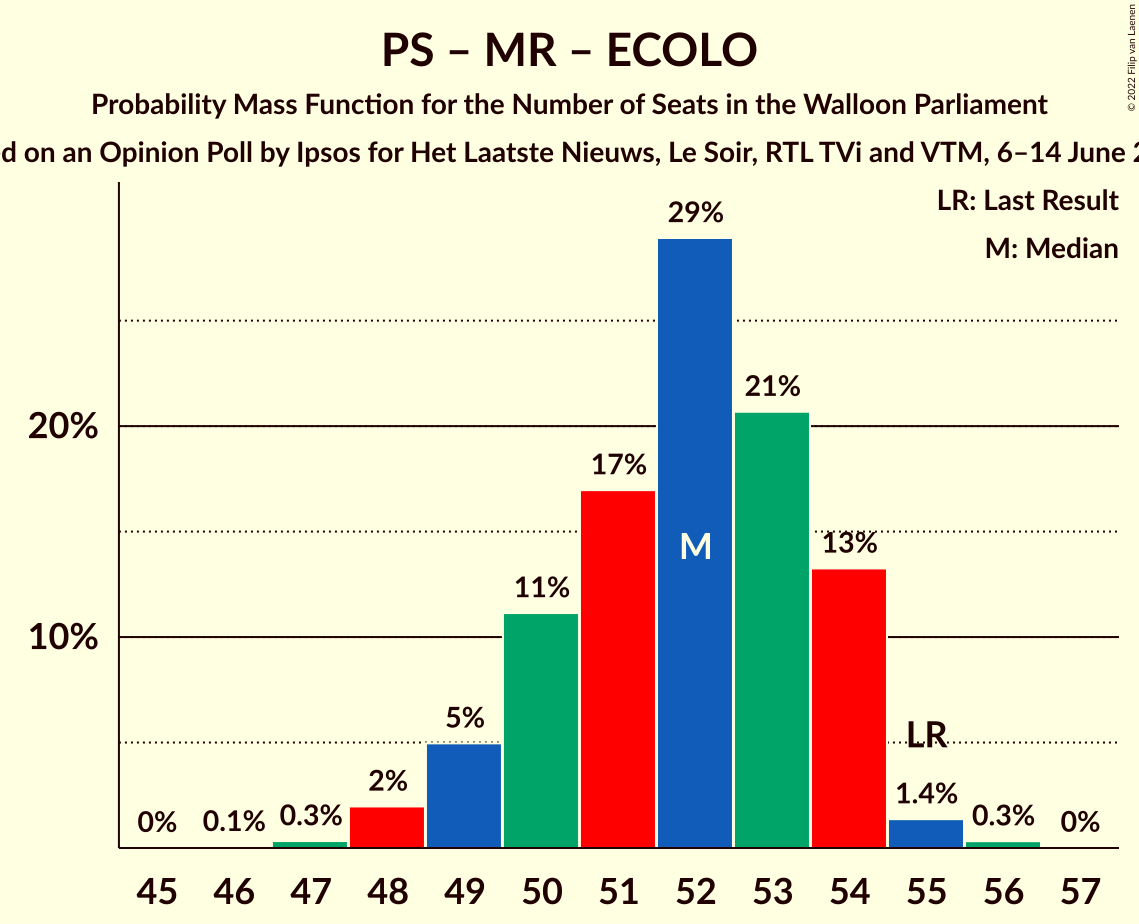 PS – MR – ECOLO
Probability Mass Function for the Number of Seats in the Walloon Parliament
on an Opinion Poll by Ipsos for Het Laatste Nieuws, Le Soir, RTL TVi and VTM, 6–14 June
© 2022 Filip van Laenen
LR: Last Result
M: Median
29%
21%
20%
17%
M
13%
11%
10%
5%
LR
2%
1.4%
0% 0.1% 0.3% 0.3% 0%
45 46 47 48 49 50 51 52 53 54 55 56 57